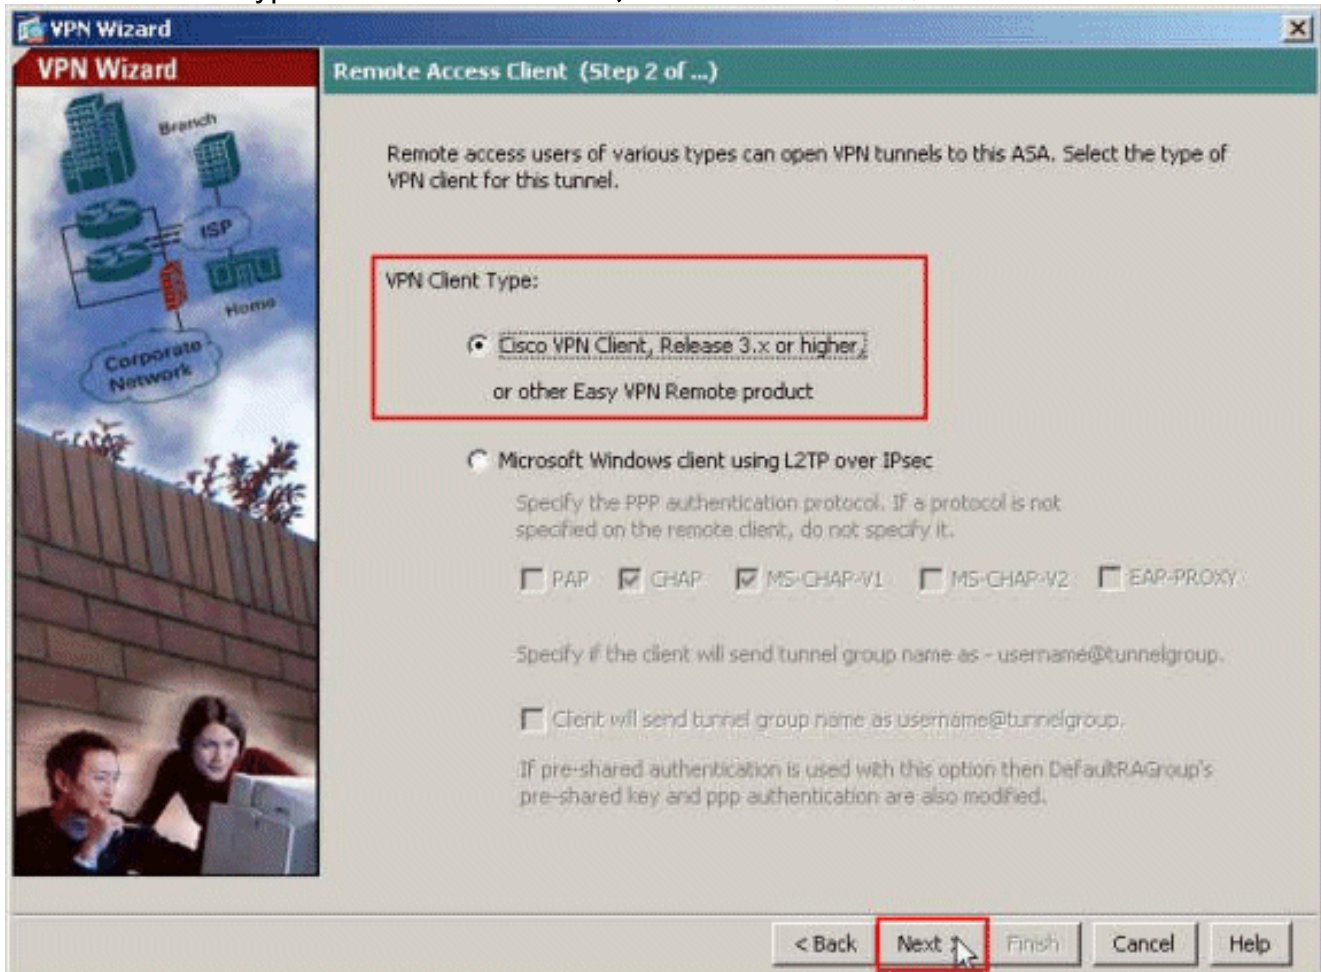 VPN Wizard
VPN Wizard
Remote Access Client (Step 2 of ...)
Branch
ISP
Home
Corporate
Network
Remote access users of various types can open VPN tunnels to this ASA. Select the type of
VPN client for this tunnel.
VPN Client Type:
Cisco VPN Client, Release 3.x or higher,
or other Easy VPN Remote product
Microsoft Windows client using L2TP over IPsec
Specify the PPP authentication protocol. If a protocol is not
specified on the remote client, do not specify it.
PAP CHAP MS-CHAP-V1 MS-CHAP-V2 EAP-PROXY
Specify if the client will send tunnel group name as - username@tunnelgroup.
Client will send tunnel group name as username@tunnelgroup.
If pre-shared authentication is used with this option then DefaultRAGroup's
pre-shared key and ppp authentication are also modified.
< Back Next > Finish Cancel Help